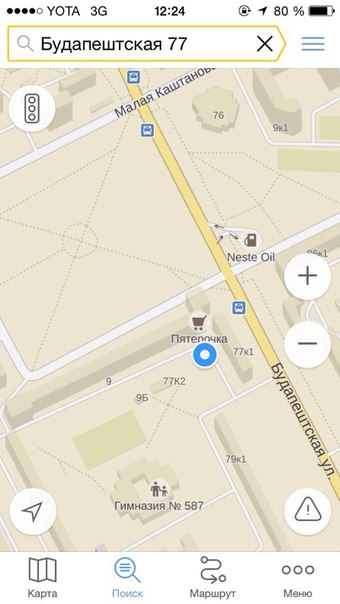 YOTA 3G 12:24 80 %
Будапештская 77
Малая Каштанова
76
9к1
Neste Oil
86к1
Пятерочка
77к1
9
77К2
9Б
Будапештская ул.
79к1
Гимназия № 587
Карта Поиск Маршрут Меню